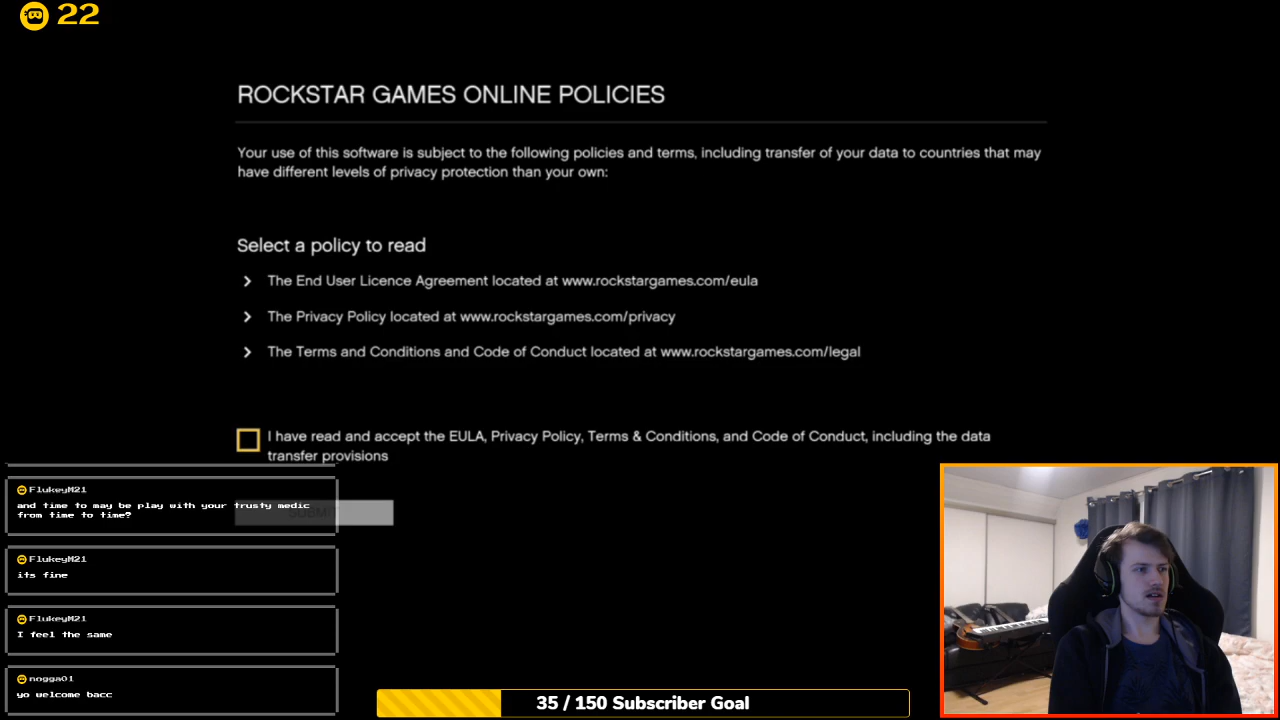 22
ROCKSTAR GAMES ONLINE POLICIES
Your use of this software is subject to the following policies and terms, including transfer of your data to countries that may
have different levels of privacy protection than your own:
Select a policy to read
The End User Licence Agreement located at www.rockstargames.com/eula
The Privacy Policy located at www.rockstargames.com/privacy
The Terms and Conditions and Code of Conduct located at www.rockstargames.com/legal
I have read and accept the EULA, Privacy Policy, Terms & Conditions, and Code of Conduct, including the data
transfer provisions
FlukeyM21
and time to may be play with your trusty medic
from time to time?
FlukeyM21
its fine
FlukeyM21
I feel the same
nogga01
yo welcome bacc
35 / 150 Subscriber Goal